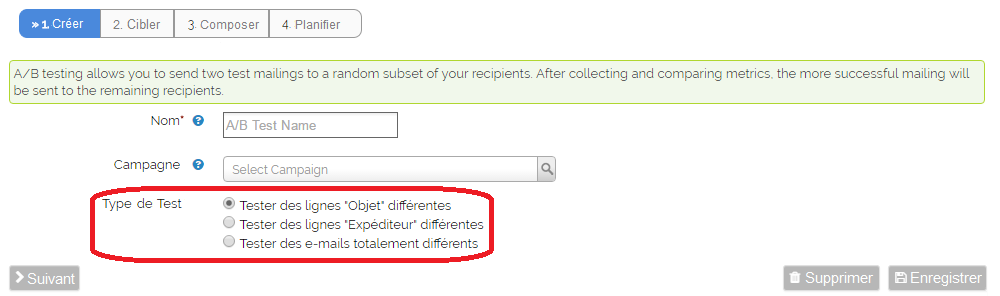 » 1. Créer 2. Cibler 3. Composer 4. Planifier
A/B testing allows you to send two test mailings to a random subset of your recipients. After collecting and comparing metrics, the more successful mailing will
be sent to the remaining recipients.
Nom* ? A/B Test Name
Campagne ? Select Campaign
Type de Test Tester des lignes "Objet" différentes
Tester des lignes "Expéditeur" différentes
Tester des e-mails totalement différents
Suivant Supprimer Enregistrer